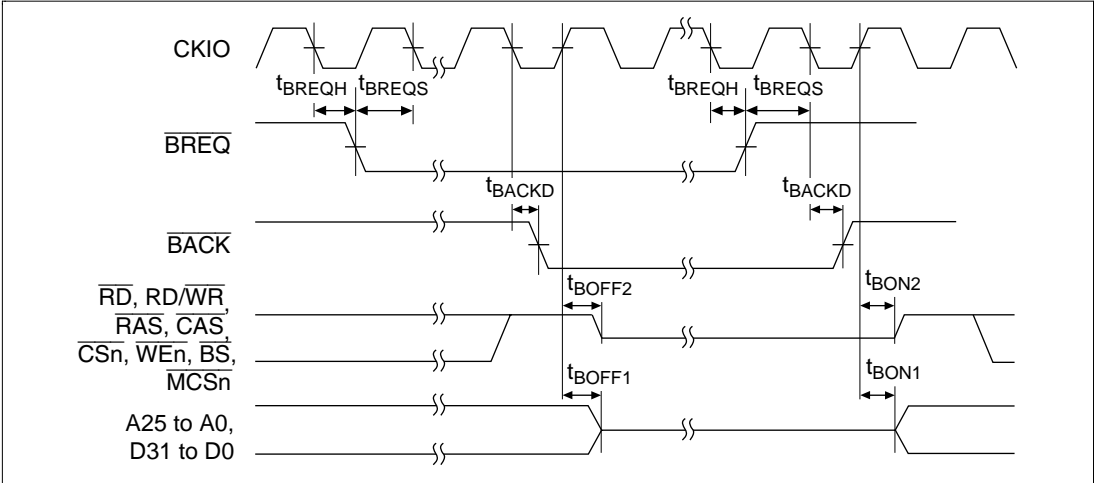 CKIO
tBREQH tBREQS tBREQH tBREQS
BREQ
tBACKD tBACKD
BACK
tBOFF2 tBON2
RD, RD/WR,
RAS, CAS,
CSn, WEn, BS,
MCSn
tBOFF1 tBON1
A25 to A0,
D31 to D0